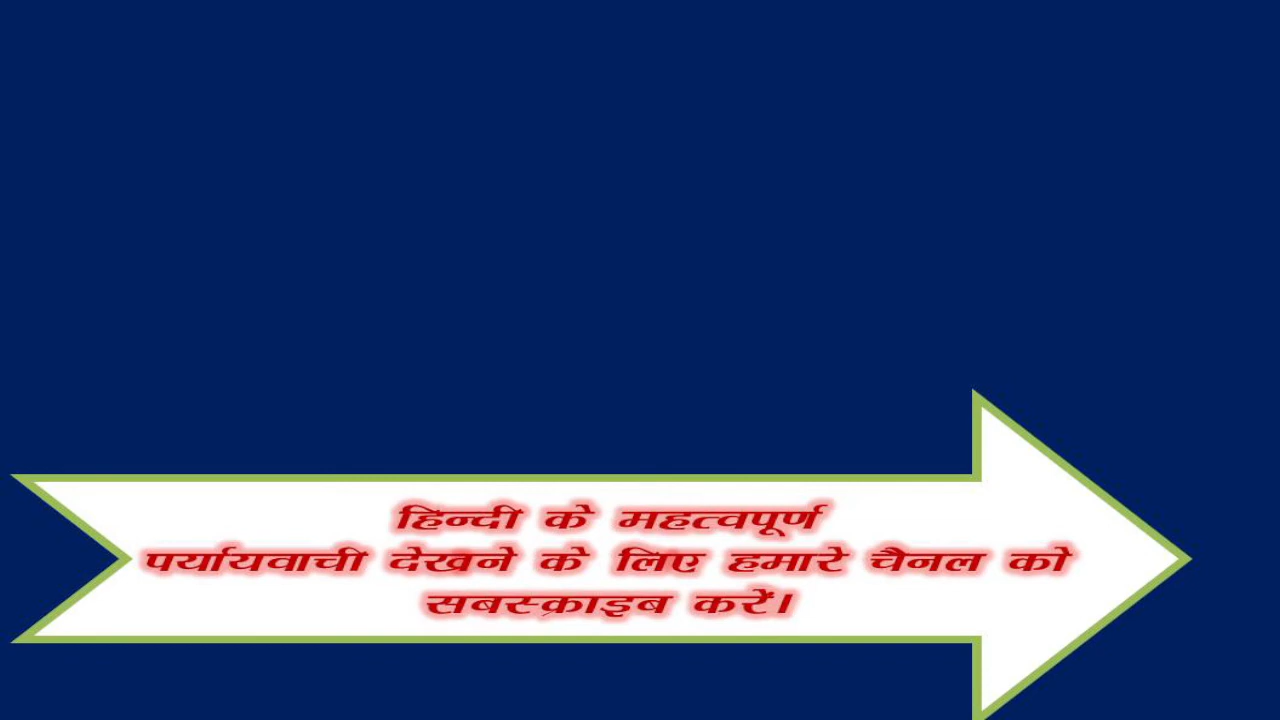 हिन्दी के महत्वपूर्ण
पर्यायवाची देखने के लिए हमारे चैनल को
सबस्क्राइब करें।